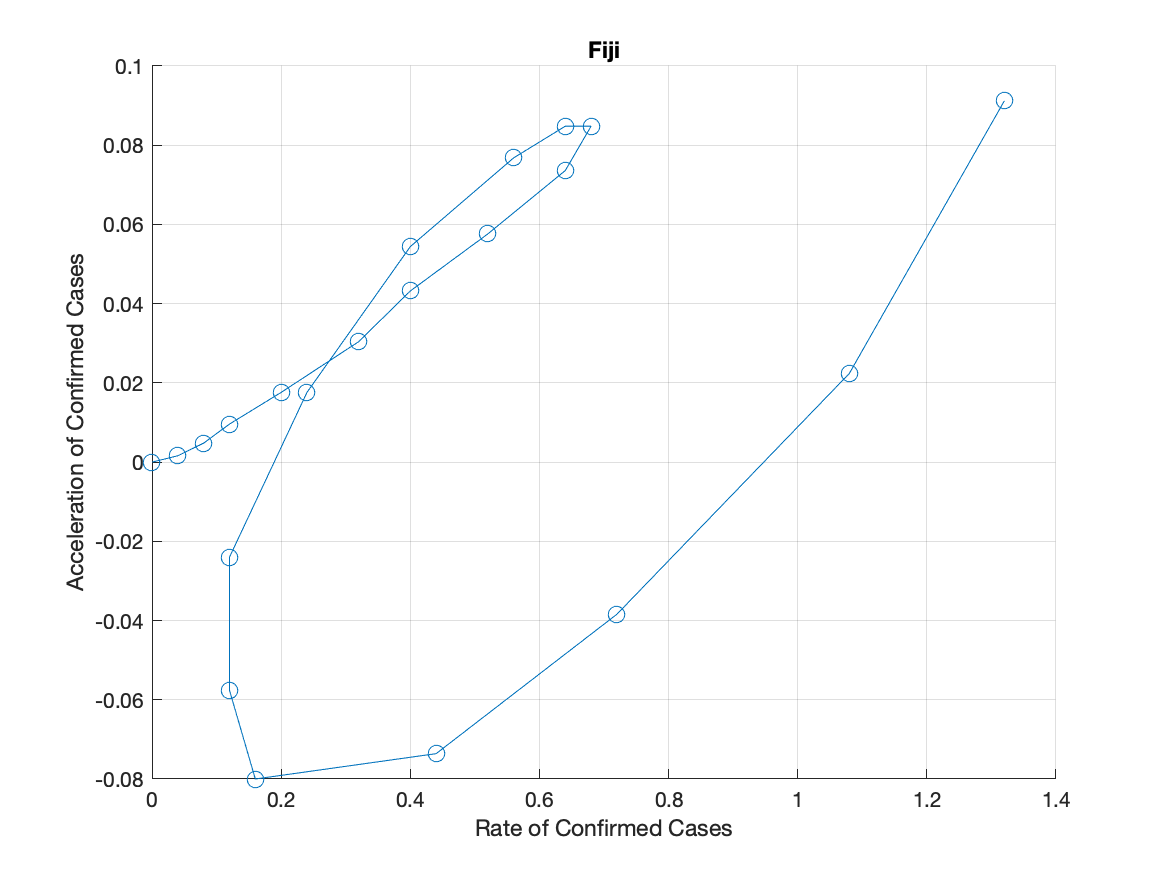 Fiji
0.1
0.08
0.06
0.04
0.02
0
-0.02
-0.04
-0.06
-0.08
Acceleration of Confirmed Cases
0 0.2 0.4 0.6 0.8 1 1.2 1.4
Rate of Confirmed Cases